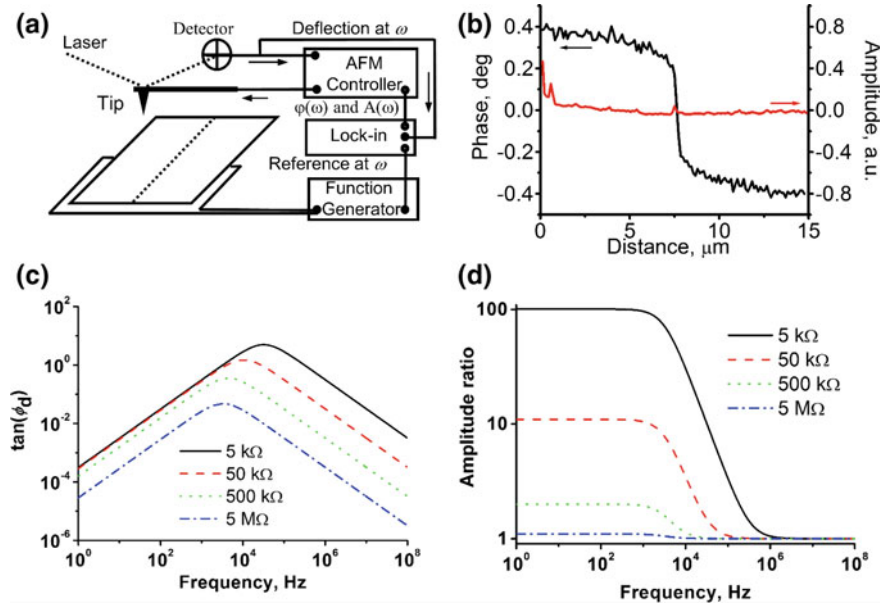 (a)
Laser
Detector
Deflection at ω
AFM
Controller
Tip
φ(ω) and A(ω)
Lock-in
Reference at ω
Function
Generator
(b)
Phase, deg
0.4
0.2
0.0
-0.2
-0.4
0
5
10
15
Distance, μm
0.8
0.4
0.0
-0.4
-0.8
Amplitude, a.u.
(c)
tan(ϕd)
10²
10⁰
10⁻²
10⁻⁴
10⁻⁶
5 kΩ
50 kΩ
500 kΩ
5 MΩ
10⁰
10²
10⁴
10⁶
10⁸
Frequency, Hz
(d)
Amplitude ratio
100
10
1
5 kΩ
50 kΩ
500 kΩ
5 MΩ
10⁰
10²
10⁴
10⁶
10⁸
Frequency, Hz